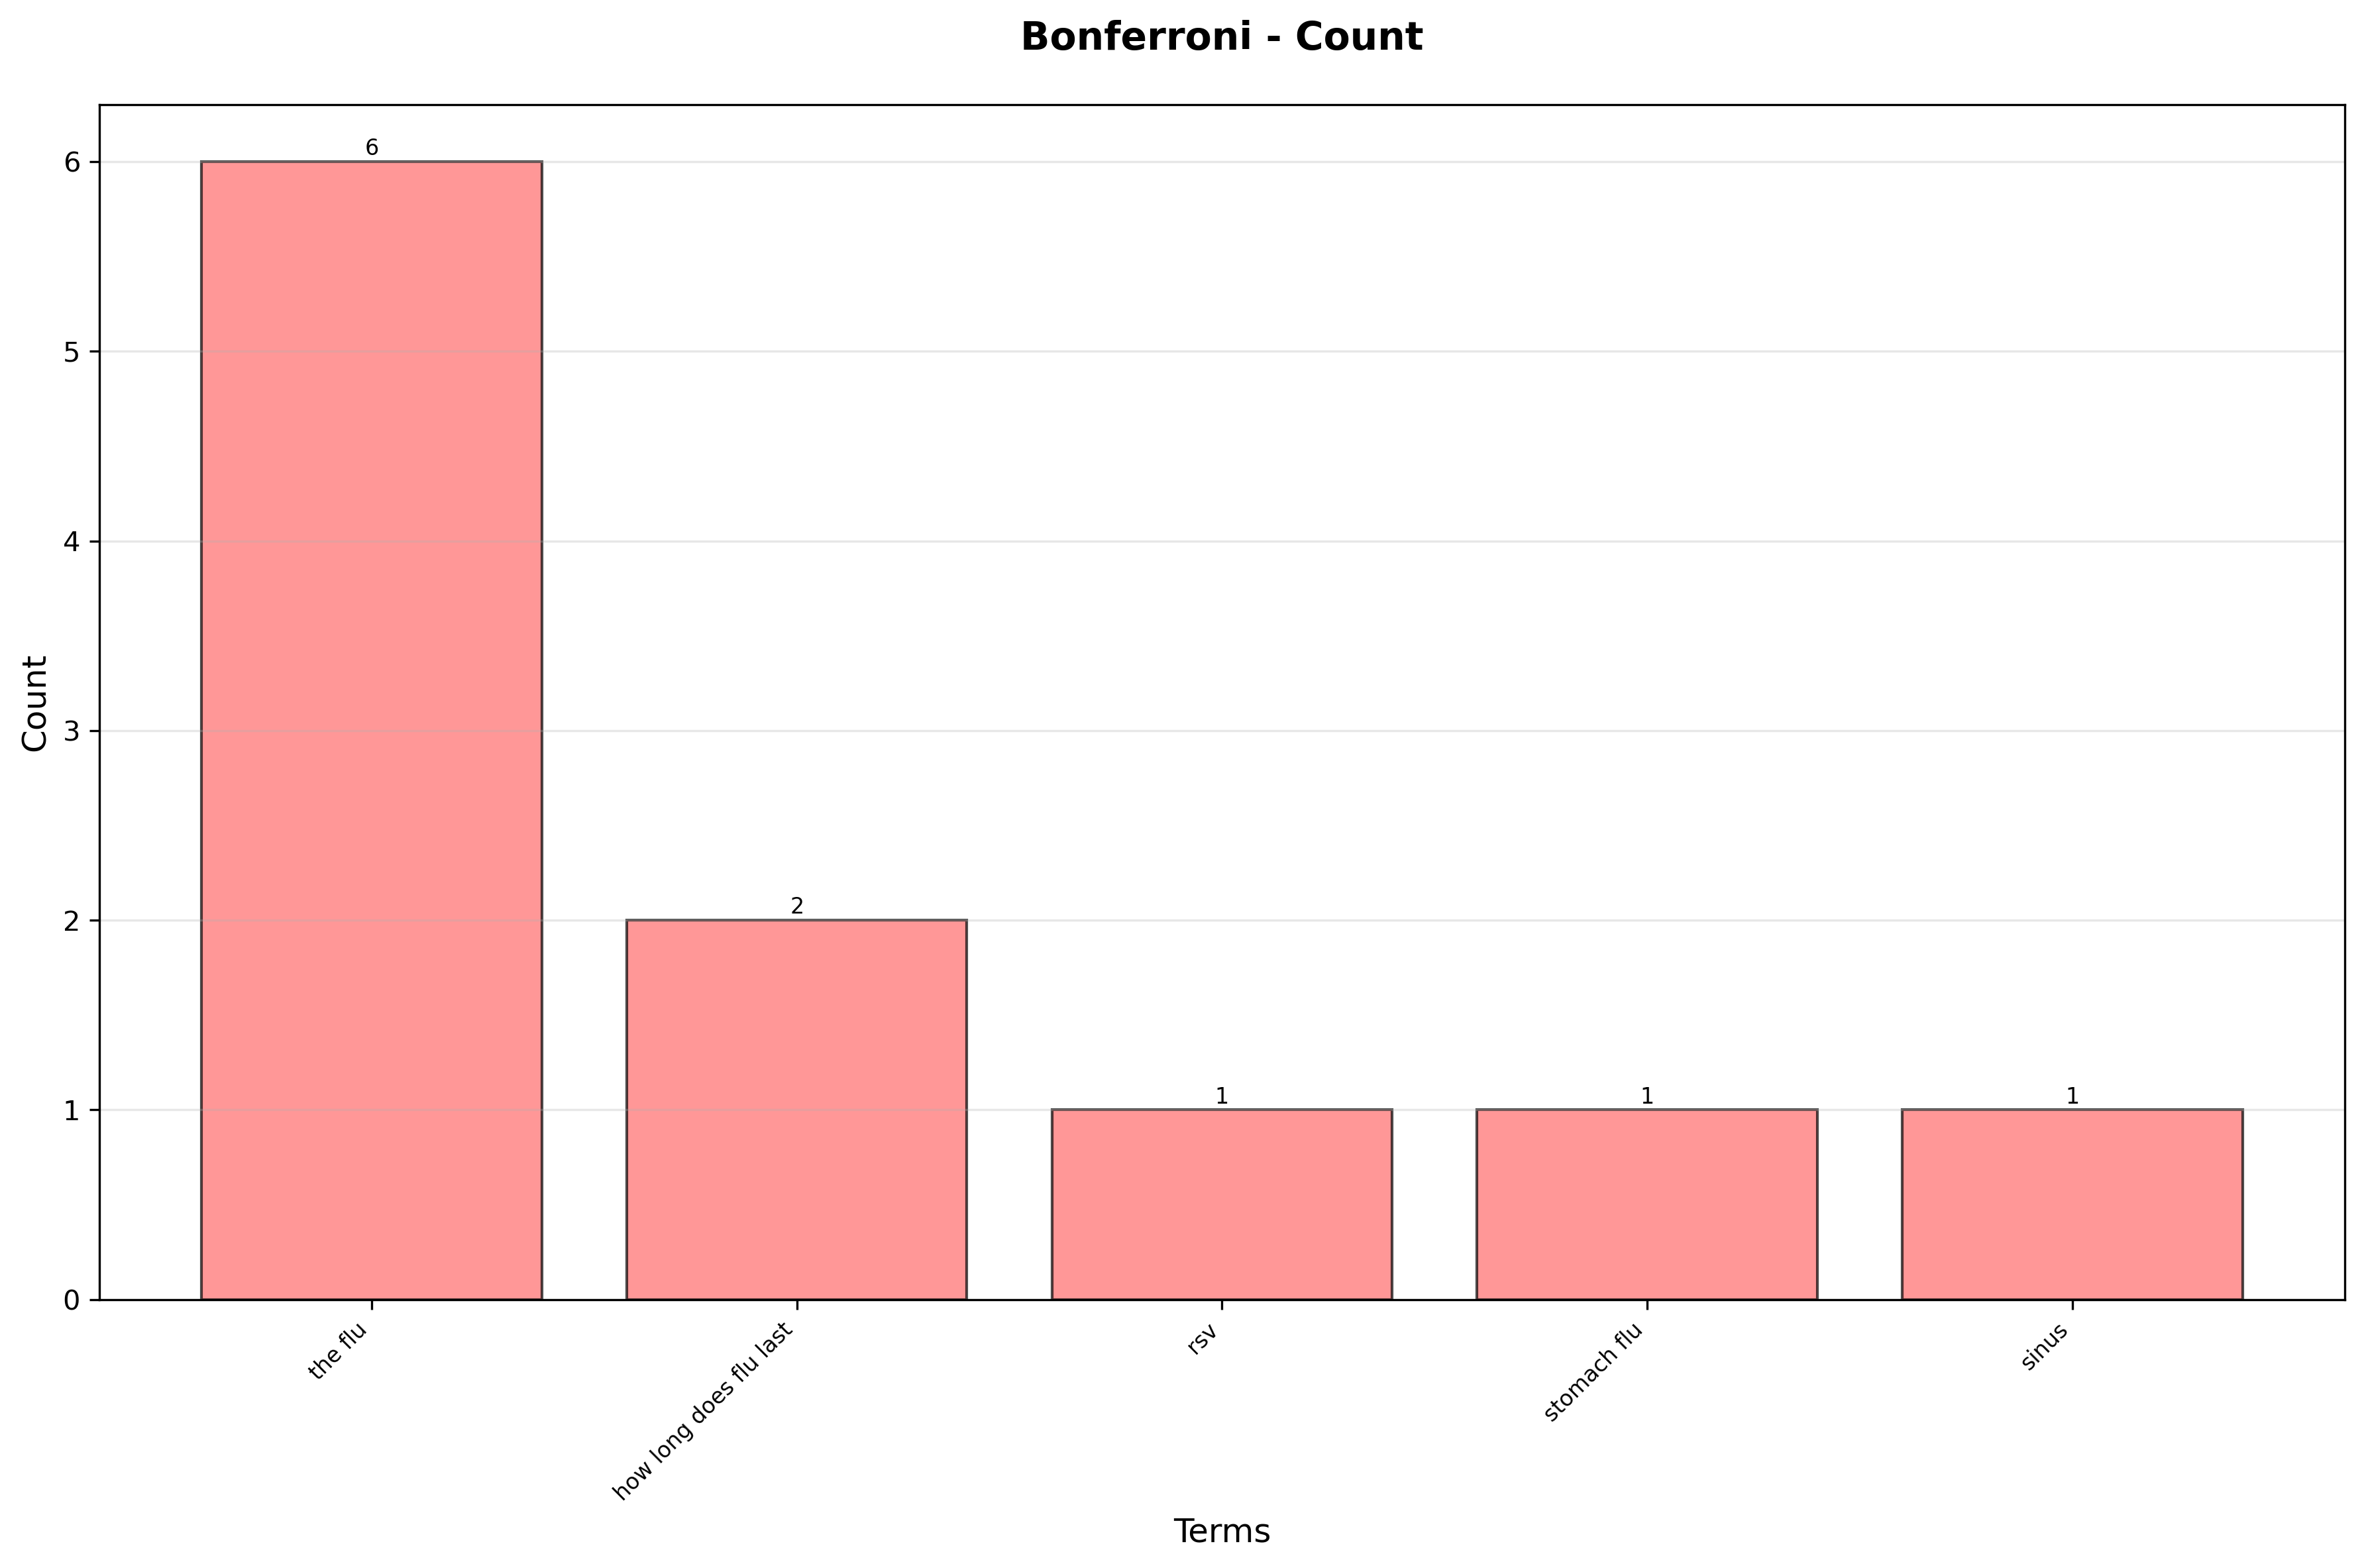 Bonferroni - Count
Count
6
5
4
3
2
1
0
6
2
1
1
1
the flu
how long does flu last
rsv
stomach flu
sinus
Terms